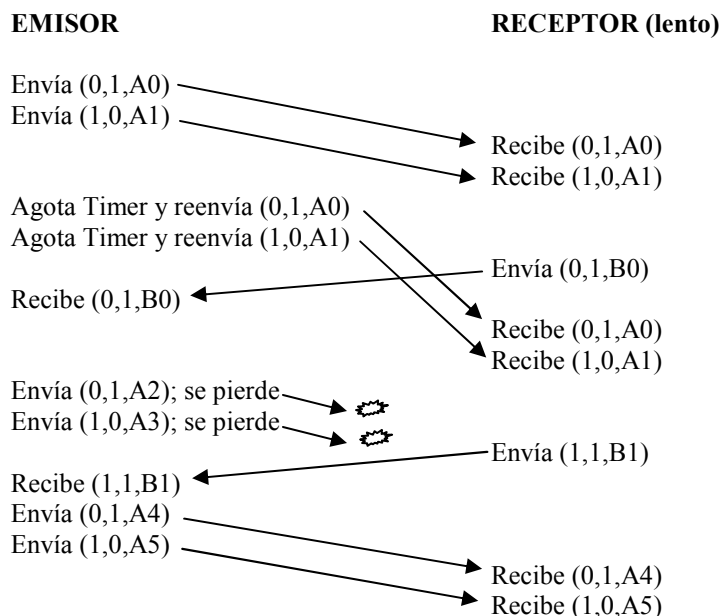 EMISOR RECEPTOR (lento)
Envía (0,1,A0)
Envía (1,0,A1)
Recibe (0,1,A0)
Recibe (1,0,A1)
Agota Timer y reenvía (0,1,A0)
Agota Timer y reenvía (1,0,A1)
Envía (0,1,B0)
Recibe (0,1,B0)
Recibe (0,1,A0)
Recibe (1,0,A1)
Envía (0,1,A2); se pierde
Envía (1,0,A3); se pierde
Envía (1,1,B1)
Recibe (1,1,B1)
Envía (0,1,A4)
Envía (1,0,A5)
Recibe (0,1,A4)
Recibe (1,0,A5)